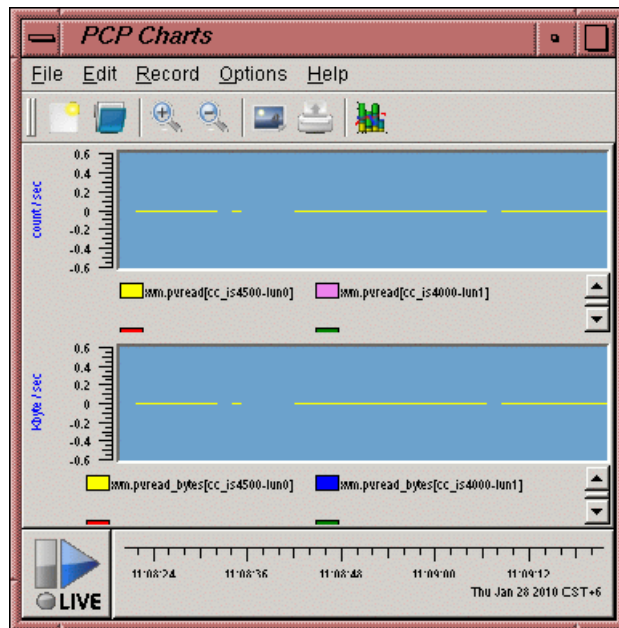 PCP Charts
File Edit Record Options Help
0.6
0.4
0.2
0
-0.2
-0.4
-0.6
count / sec
xvm.pvread[cc_is4500-lun0] xvm.pvread[cc_is4000-lun1]
0.6
0.4
0.2
0
-0.2
-0.4
-0.6
Kbyte / sec
xvm.pvread_bytes[cc_is4500-lun0] xvm.pvread_bytes[cc_is4000-lun1]
LIVE
11:08:24 11:08:36 11:08:48 11:09:00 11:09:12
Thu Jan 28 2010 CST+6